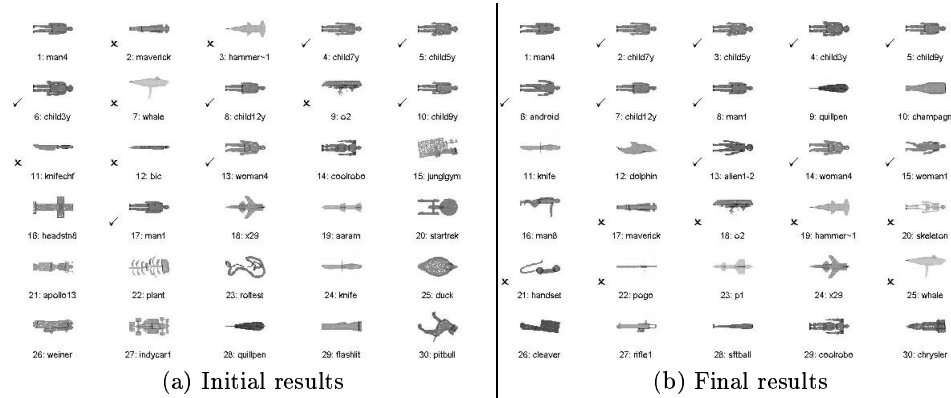 1: man4 2: maverick 3: hammer~1 4: child7y 5: child5y
6: child3y 7: whale 8: child12y 9: o2 10: child9y
11: knifechf 12: bic 13: woman4 14: coolrobo 15: junglgym
16: headstn8 17: man1 18: x29 19: aaram 20: startrek
21: apollo13 22: plant 23: roltest 24: knife 25: duck
26: weiner 27: indycar1 28: quillpen 29: flashlit 30: pitbull
(a) Initial results
1: man4 2: child7y 3: child5y 4: child3y 5: child9y
6: android 7: child12y 8: man1 9: quillpen 10: champagn
11: knife 12: dolphin 13: alien1-2 14: woman4 15: woman1
16: man8 17: maverick 18: o2 19: hammer~1 20: skeleton
21: handset 22: pogo 23: p1 24: x29 25: whale
26: cleaver 27: rifle1 28: sftball 29: coolrobo 30: chrysler
(b) Final results